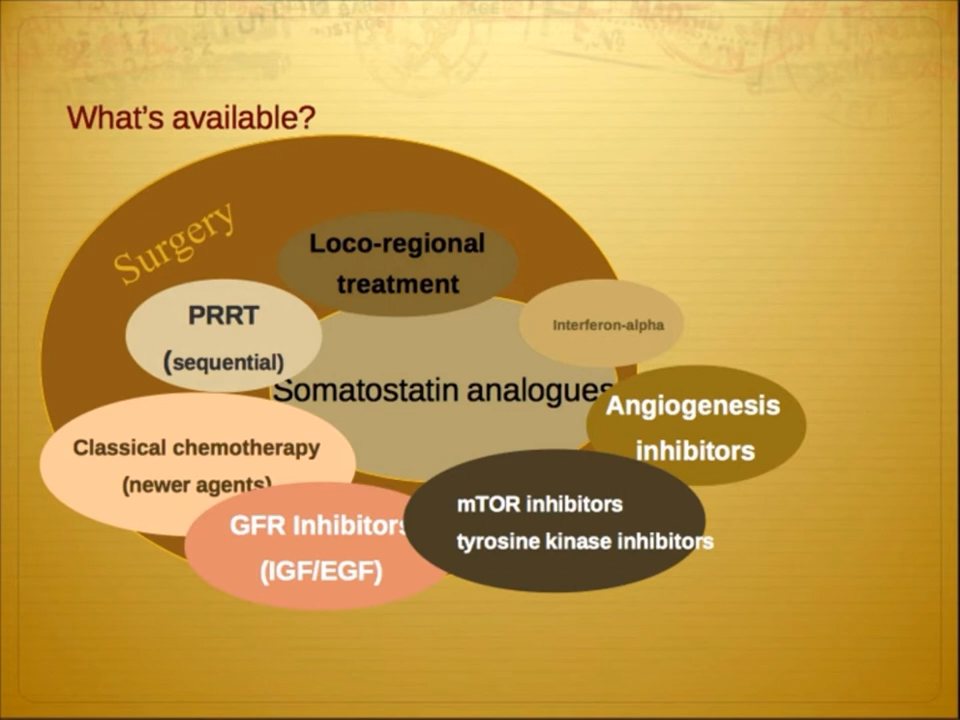 What's available?
Surgery
Loco-regional
treatment
PRRT
(sequential)
Interferon-alpha
Somatostatin analogues
Angiogenesis
inhibitors
Classical chemotherapy
(newer agents)
GFR Inhibitors
(IGF/EGF)
mTOR inhibitors
tyrosine kinase inhibitors